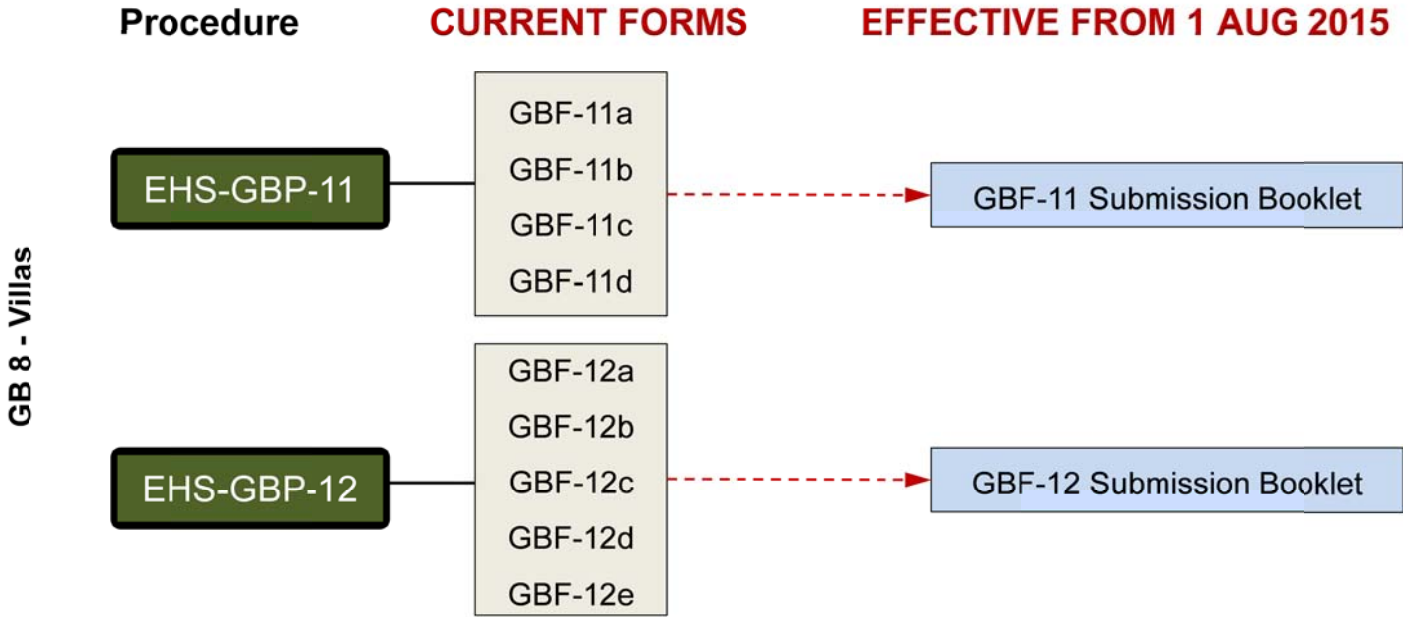 Procedure
CURRENT FORMS
EFFECTIVE FROM 1 AUG 2015
GB 8 - Villas
EHS-GBP-11
GBF-11a
GBF-11b
GBF-11c
GBF-11d
GBF-11 Submission Booklet
EHS-GBP-12
GBF-12a
GBF-12b
GBF-12c
GBF-12d
GBF-12e
GBF-12 Submission Booklet